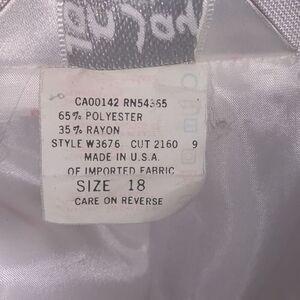 CA00142 RN54365
65% POLYESTER
35% RAYON
STYLE W3676 CUT 2160 9
MADE IN U.S.A.
OF IMPORTED FABRIC
SIZE 18
CARE ON REVERSE